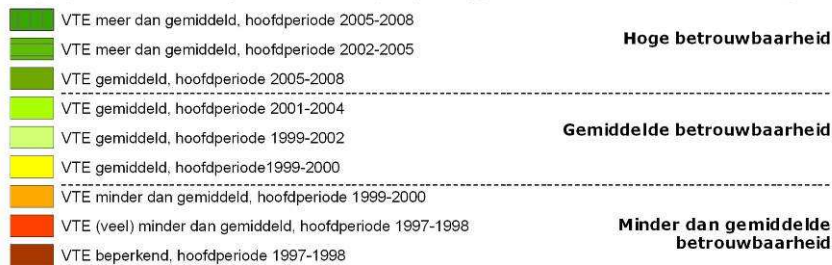 VTE meer dan gemiddeld, hoofdperiode 2005-2008
VTE meer dan gemiddeld, hoofdperiode 2002-2005
Hoge betrouwbaarheid
VTE gemiddeld, hoofdperiode 2005-2008
VTE gemiddeld, hoofdperiode 2001-2004
VTE gemiddeld, hoofdperiode 1999-2002
Gemiddelde betrouwbaarheid
VTE gemiddeld, hoofdperiode1999-2000
VTE minder dan gemiddeld, hoofdperiode 1999-2000
VTE (veel) minder dan gemiddeld, hoofdperiode 1997-1998
Minder dan gemiddelde
betrouwbaarheid
VTE beperkend, hoofdperiode 1997-1998